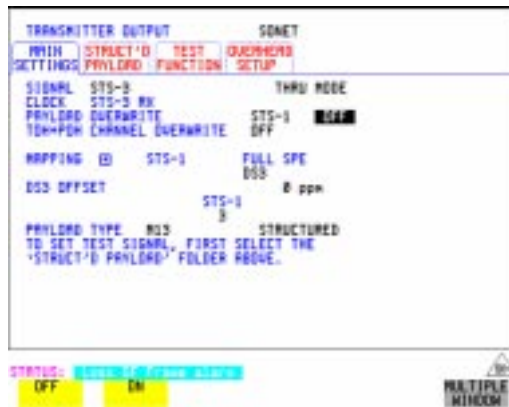 TRANSMITTER OUTPUT SONET
MAIN SETTINGS STRUCT'D PAYLOAD TEST FUNCTION OVERHEAD SETUP
SIGNAL STS-3 THRU MODE
CLOCK STS-3 RX
PAYLOAD OVERWRITE STS-1 OFF
TOH+POH CHANNEL OVERWRITE OFF
MAPPING STS-1 FULL SPE
DS3
DS3 OFFSET 0 ppm
STS-1
3
PAYLOAD TYPE M13 STRUCTURED
TO SET TEST SIGNAL, FIRST SELECT THE
'STRUCT'D PAYLOAD' FOLDER ABOVE.
STATUS: Loss Of Frame alarm
OFF ON MULTIPLE WINDOW